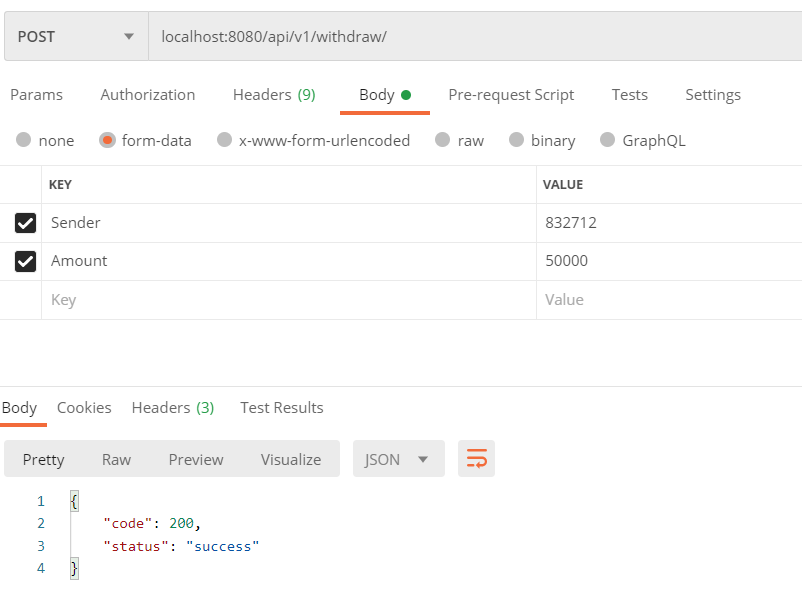 POST localhost:8080/api/v1/withdraw/
Params Authorization Headers (9) Body Pre-request Script Tests Settings
none form-data x-www-form-urlencoded raw binary GraphQL
KEY VALUE
Sender 832712
Amount 50000
Key Value
Body Cookies Headers (3) Test Results
Pretty Raw Preview Visualize JSON
1 {
2 "code": 200,
3 "status": "success"
4 }